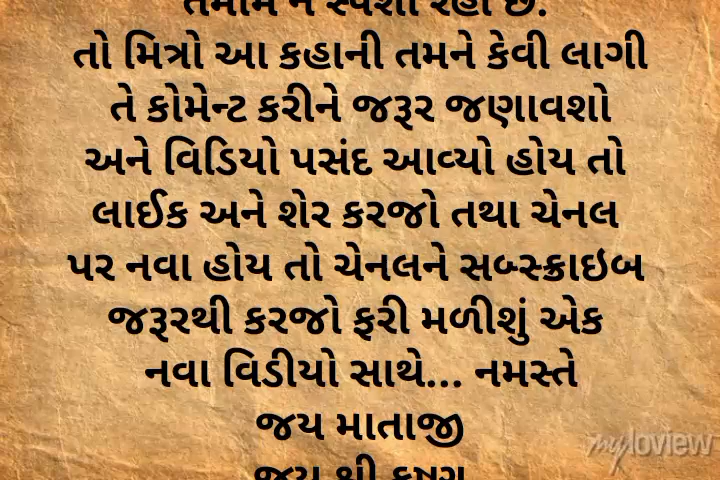 તો મિત્રો આ કહાની તમને કેવી લાગી
તે કોમેન્ટ કરીને જરૂર જણાવશો
અને વિડિયો પસંદ આવ્યો હોય તો
લાઈક અને શેર કરજો તથા ચેનલ
પર નવા હોય તો ચેનલને સબ્સ્ક્રાઇબ
જરૂરથી કરજો ફરી મળીશું એક
નવા વિડીયો સાથે... નમસ્તે
જય માતાજી
myloview